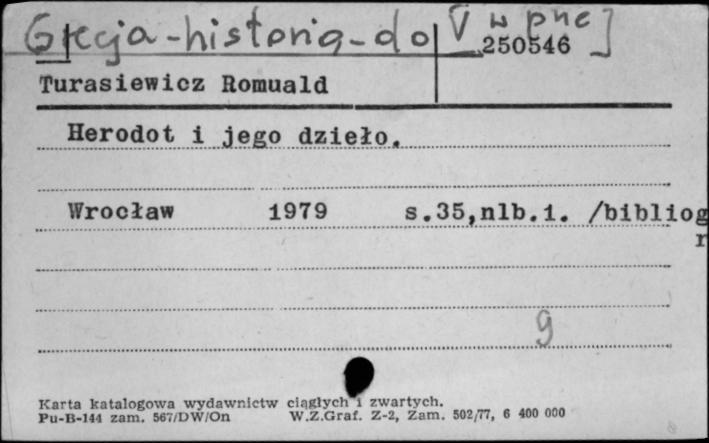 Grecja-historia-do V w pne]
250546
Turasiewicz Romuald
Herodot i jego dzieło.
Wrocław 1979 s.35,nlb.1. /bibliog
r
9
Karta katalogowa wydawnictw ciągłych i zwartych.
Pu-B-144 zam. 567/DW/On W.Z.Graf. Z-2, Zam. 502/77, 6 400 000